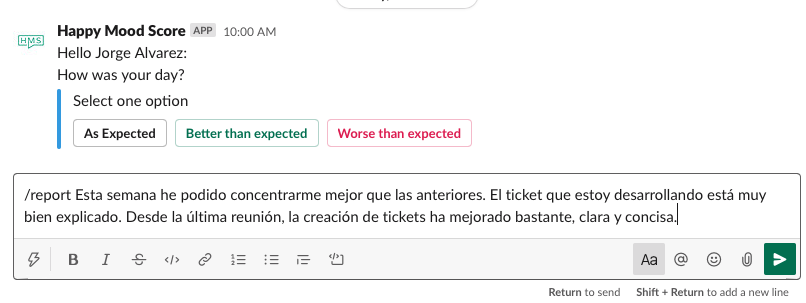 Happy Mood Score APP 10:00 AM
HMS
Hello Jorge Alvarez:
How was your day?
Select one option
As Expected Better than expected Worse than expected
/report Esta semana he podido concentrarme mejor que las anteriores. El ticket que estoy desarrollando está muy
bien explicado. Desde la última reunión, la creación de tickets ha mejorado bastante, clara y concisa.
B I S Aa @
Return to send Shift + Return to add a new line